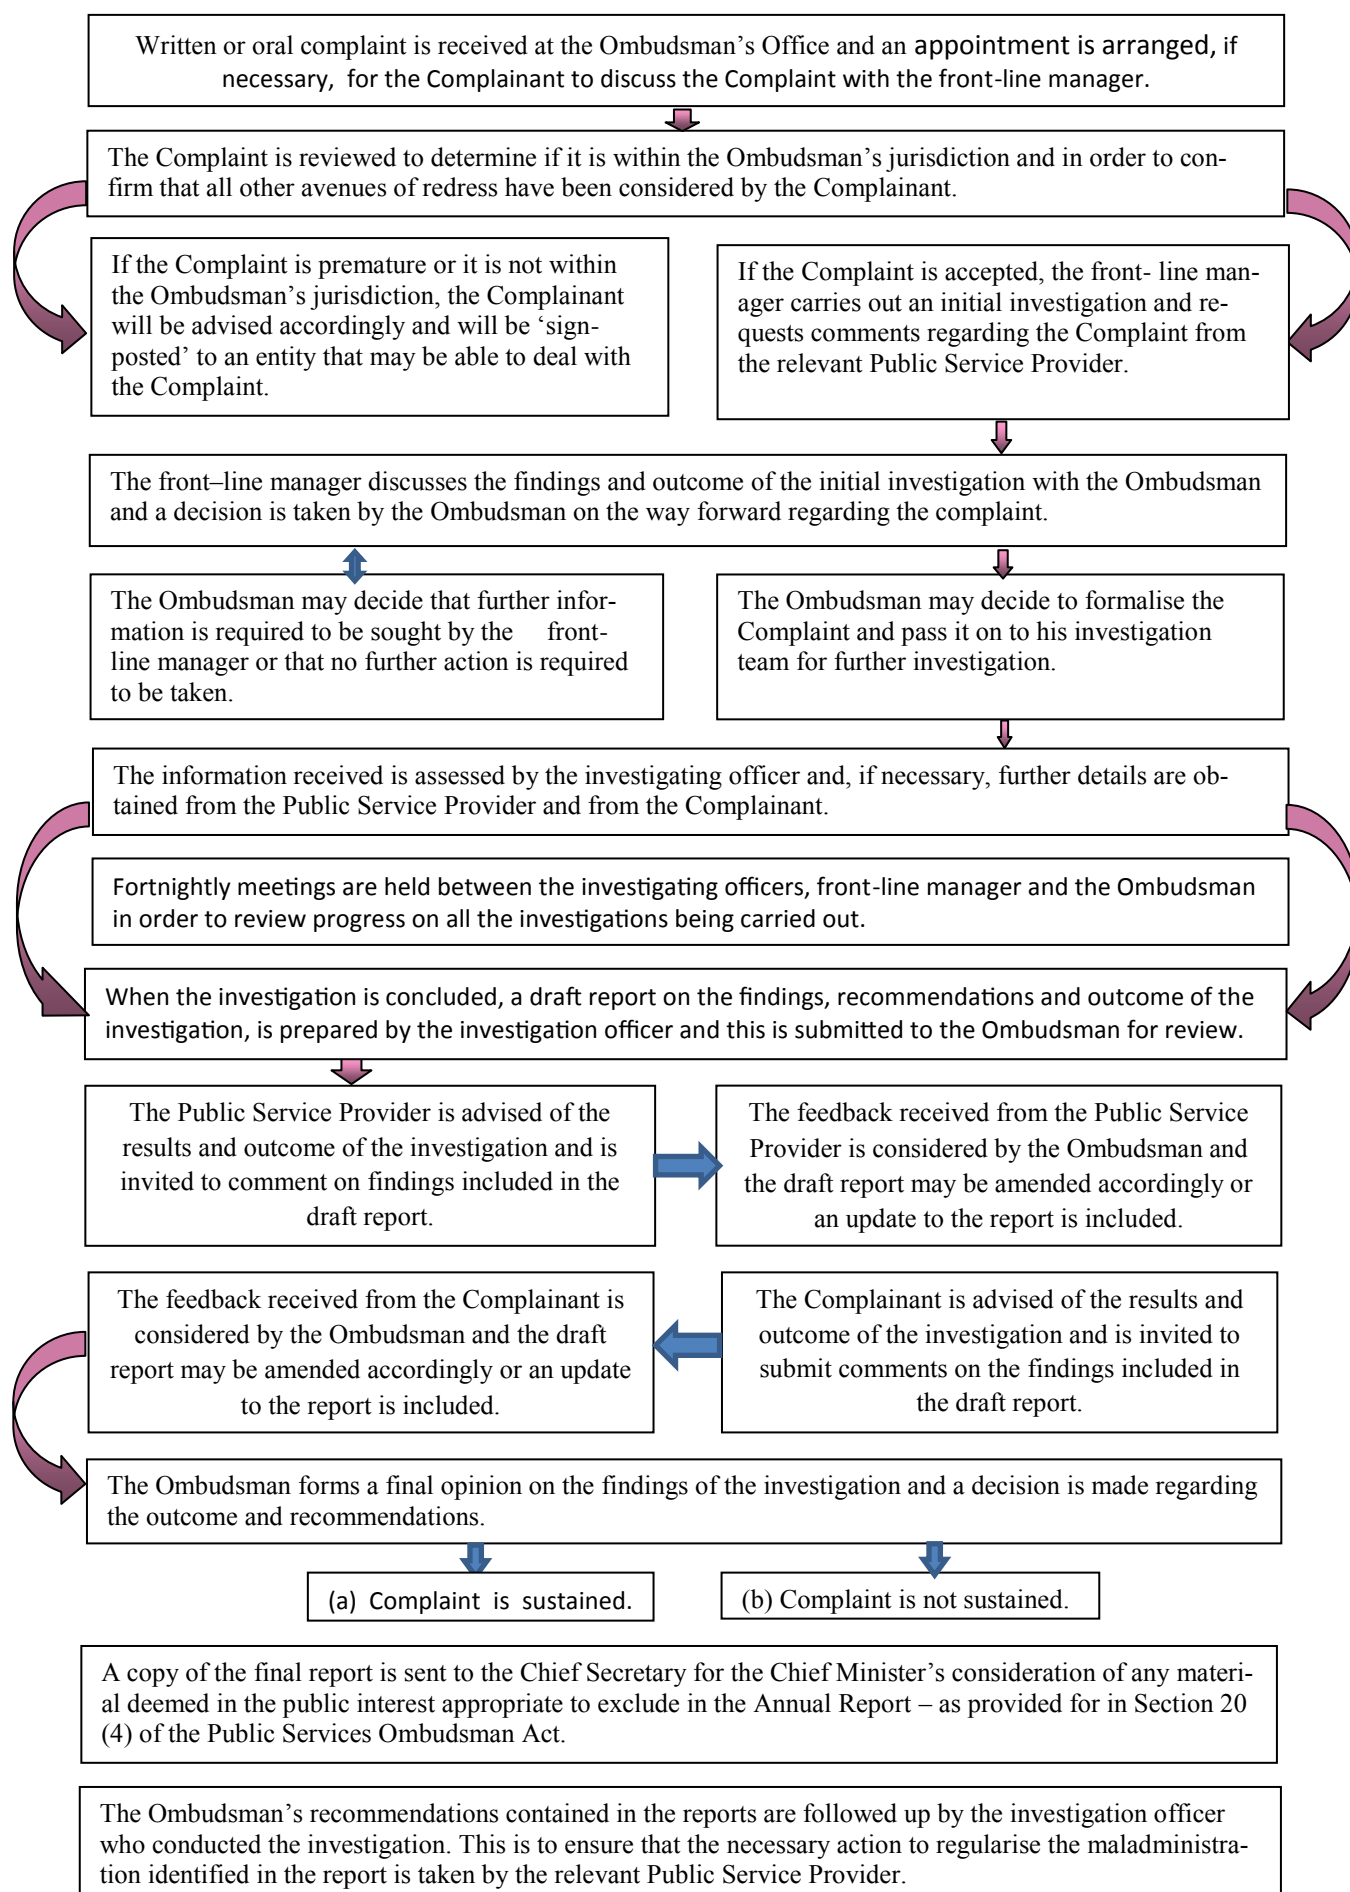 Written or oral complaint is received at the Ombudsman’s Office and an appointment is arranged, if
necessary,  for the Complainant to discuss the Complaint with the front-line manager.
The Complaint is reviewed to determine if it is within the Ombudsman’s jurisdiction and in order to con-
firm that all other avenues of redress have been considered by the Complainant.
If the Complaint is premature or it is not within
the Ombudsman’s jurisdiction, the Complainant
will be advised accordingly and will be ‘sign-
posted’ to an entity that may be able to deal with
the Complaint.
If the Complaint is accepted, the front- line man-
ager carries out an initial investigation and re-
quests comments regarding the Complaint from
the relevant Public Service Provider.
The front–line manager discusses the findings and outcome of the initial investigation with the Ombudsman
and a decision is taken by the Ombudsman on the way forward regarding the complaint.
The Ombudsman may decide that further infor-
mation is required to be sought by the    front-
line manager or that no further action is required
to be taken.
The Ombudsman may decide to formalise the
Complaint and pass it on to his investigation
team for further investigation.
The information received is assessed by the investigating officer and, if necessary, further details are ob-
tained from the Public Service Provider and from the Complainant.
Fortnightly meetings are held between the investigating officers, front-line manager and the Ombudsman
in order to review progress on all the investigations being carried out.
When the investigation is concluded, a draft report on the findings, recommendations and outcome of the
investigation, is prepared by the investigation officer and this is submitted to the Ombudsman for review.
The Public Service Provider is advised of the
results and outcome of the investigation and is
invited to comment on findings included in the
draft report.
The feedback received from the Public Service
Provider is considered by the Ombudsman and
the draft report may be amended accordingly or
an update to the report is included.
The feedback received from the Complainant is
considered by the Ombudsman and the draft
report may be amended accordingly or an update
to the report is included.
The Complainant is advised of the results and
outcome of the investigation and is invited to
submit comments on the findings included in
the draft report.
The Ombudsman forms a final opinion on the findings of the investigation and a decision is made regarding
the outcome and recommendations.
(a)  Complaint  is  sustained.
(b) Complaint is not sustained.
A copy of the final report is sent to the Chief Secretary for the Chief Minister’s consideration of any materi-
al deemed in the public interest appropriate to exclude in the Annual Report – as provided for in Section 20
(4) of the Public Services Ombudsman Act.
The Ombudsman’s recommendations contained in the reports are followed up by the investigation officer
who conducted the investigation. This is to ensure that the necessary action to regularise the maladministra-
tion identified in the report is taken by the relevant Public Service Provider.